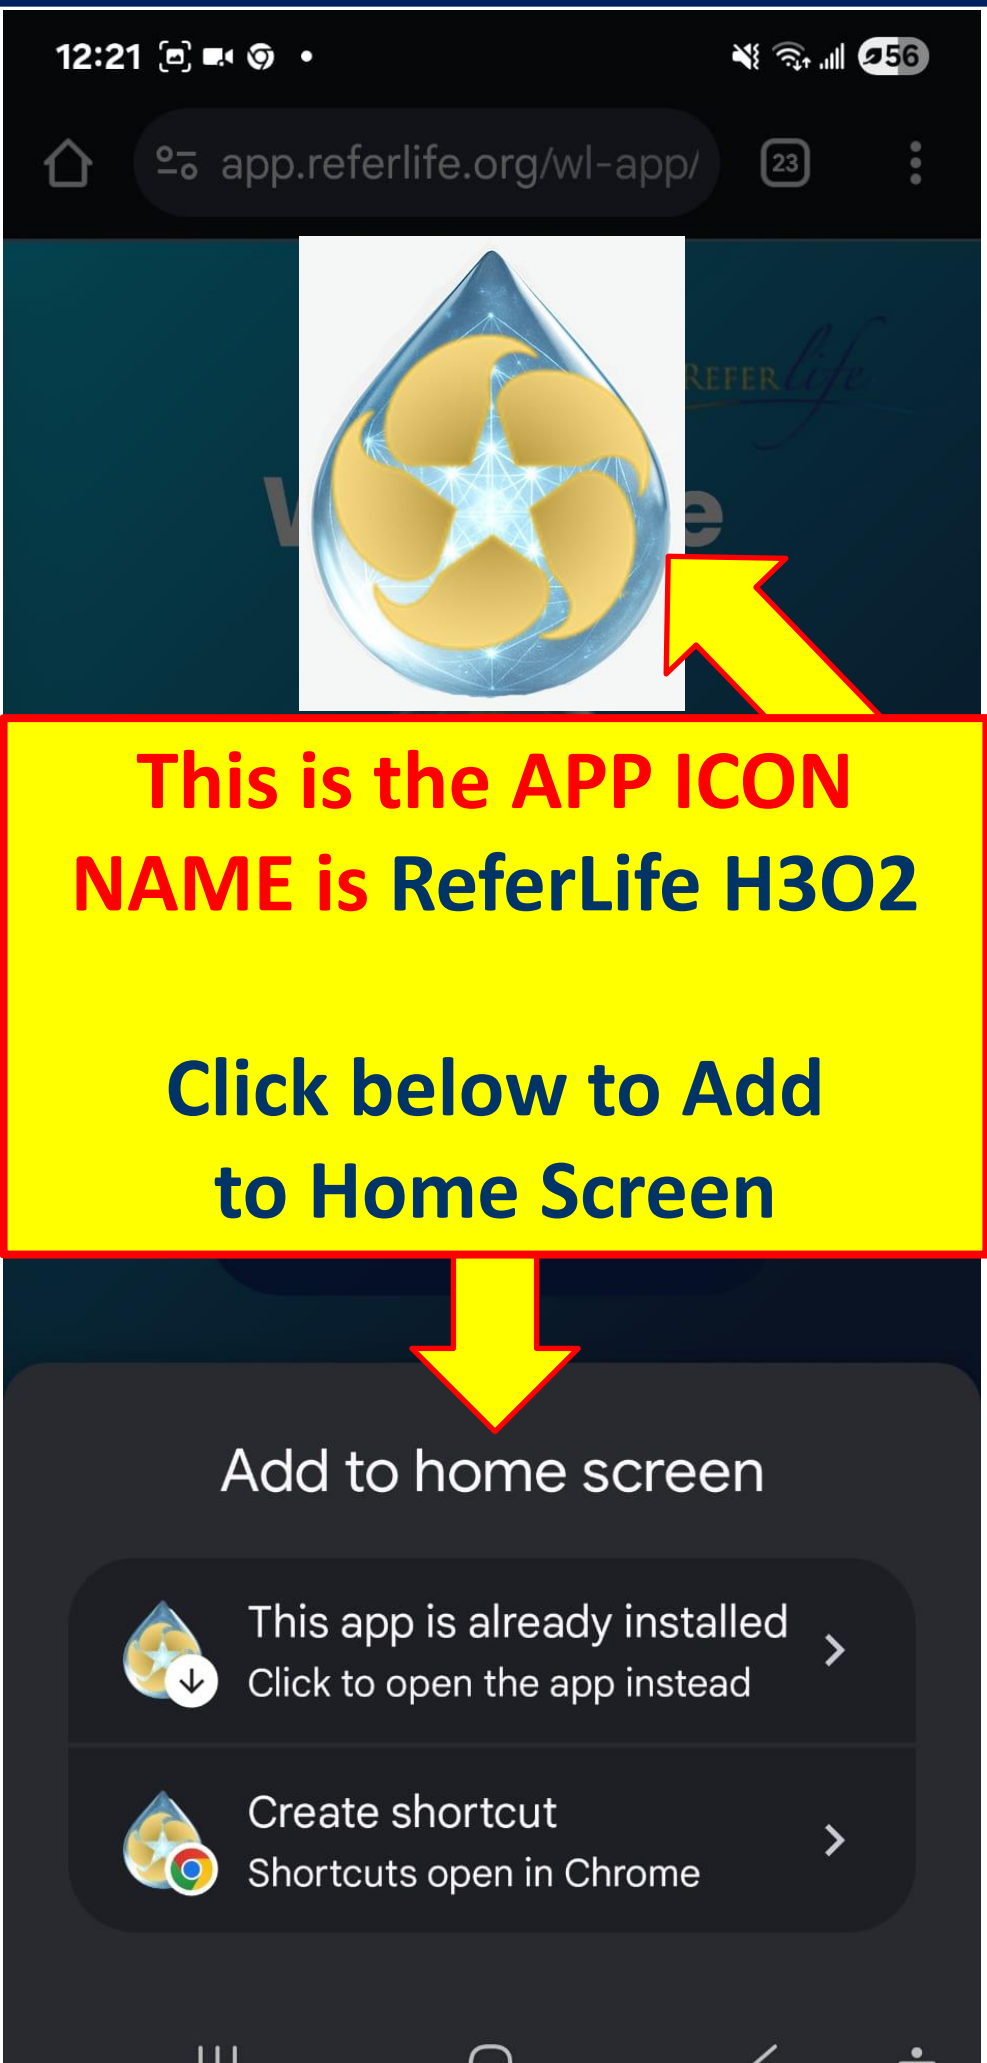 12:21
56
app.referlife.org/wl-app/
23
REFER life
This is the APP ICON
NAME is ReferLife H3O2
Click below to Add
to Home Screen
Add to home screen
This app is already installed
Click to open the app instead
Create shortcut
Shortcuts open in Chrome